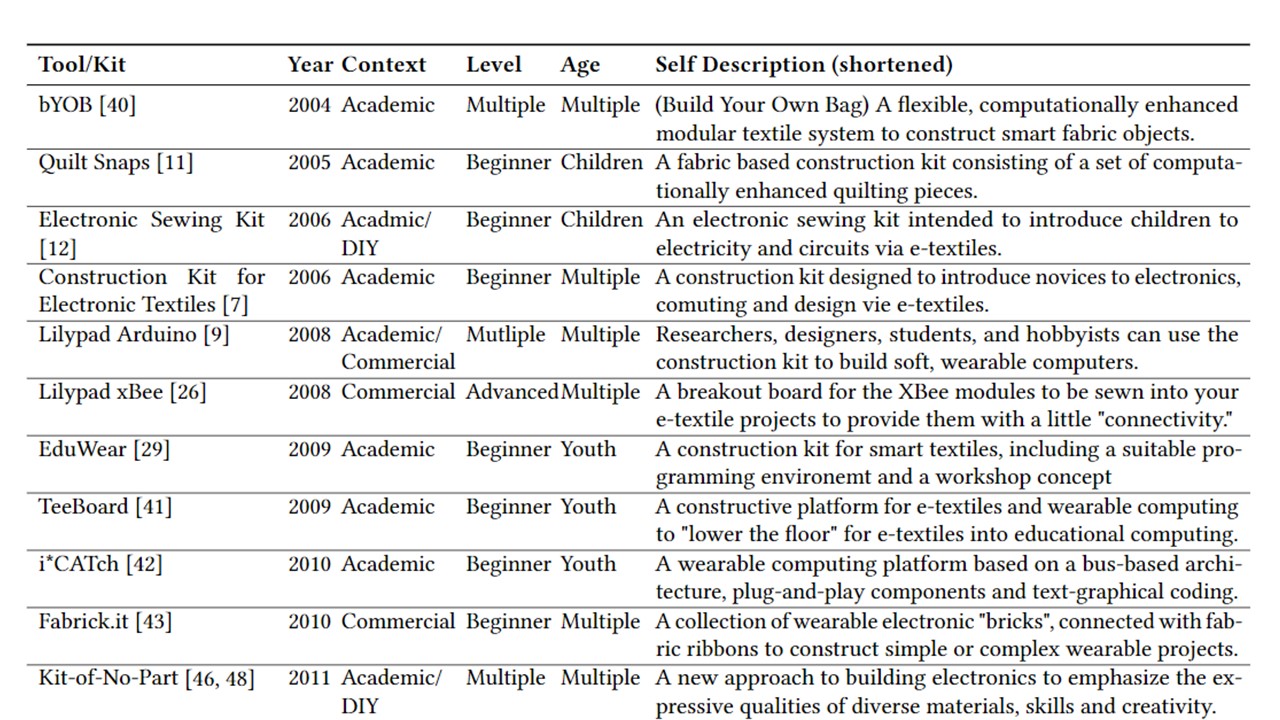 Tool/Kit Year Context Level Age Self Description (shortened)
bYOB [40] 2004 Academic Multiple Multiple (Build Your Own Bag) A flexible, computationally enhanced
modular textile system to construct smart fabric objects.
Quilt Snaps [11] 2005 Academic Beginner Children A fabric based construction kit consisting of a set of computa-
tionally enhanced quilting pieces.
Electronic Sewing Kit 2006 Acadmic/ Beginner Children An electronic sewing kit intended to introduce children to
[12] DIY electricity and circuits via e-textiles.
Construction Kit for 2006 Academic Beginner Multiple A construction kit designed to introduce novices to electronics,
Electronic Textiles [7] comuting and design vie e-textiles.
Lilypad Arduino [9] 2008 Academic/ Mutliple Multiple Researchers, designers, students, and hobbyists can use the
Commercial construction kit to build soft, wearable computers.
Lilypad xBee [26] 2008 Commercial Advanced Multiple A breakout board for the XBee modules to be sewn into your
e-textile projects to provide them with a little "connectivity."
EduWear [29] 2009 Academic Beginner Youth A construction kit for smart textiles, including a suitable pro-
gramming environemt and a workshop concept
TeeBoard [41] 2009 Academic Beginner Youth A constructive platform for e-textiles and wearable computing
to "lower the floor" for e-textiles into educational computing.
i*CATch [42] 2010 Academic Beginner Youth A wearable computing platform based on a bus-based archi-
tecture, plug-and-play components and text-graphical coding.
Fabrick.it [43] 2010 Commercial Beginner Multiple A collection of wearable electronic "bricks", connected with fab-
ric ribbons to construct simple or complex wearable projects.
Kit-of-No-Part [46, 48] 2011 Academic/ Multiple Multiple A new approach to building electronics to emphasize the ex-
DIY pressive qualities of diverse materials, skills and creativity.